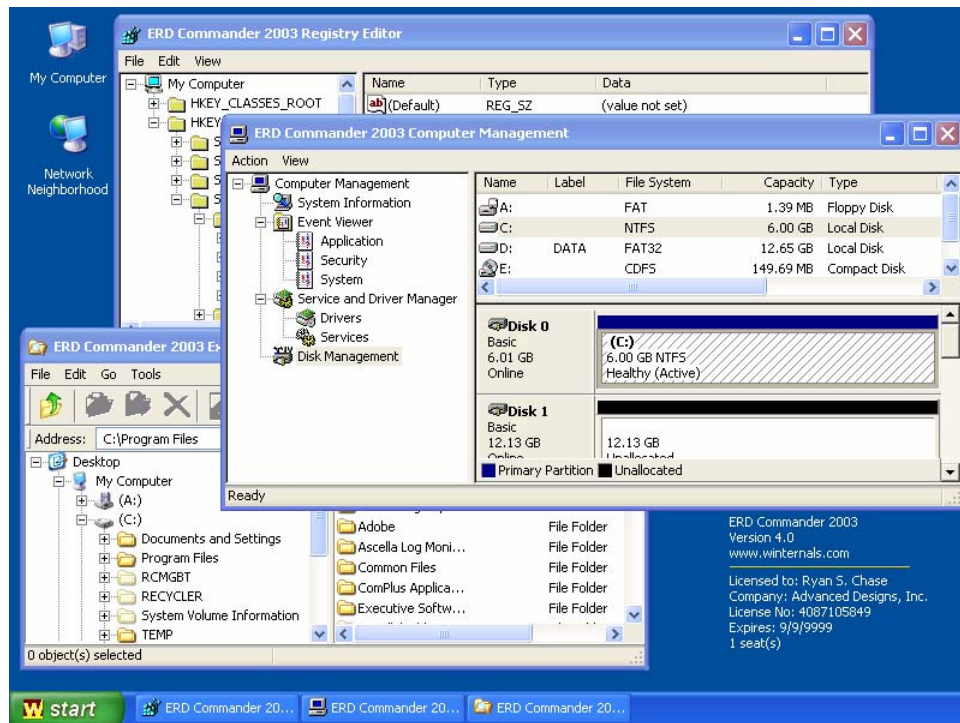 My Computer
Network
Neighborhood
ERD Commander 2003 Registry Editor
File Edit View
My Computer
HKEY_CLASSES_ROOT
HKEY
Name Type Data
ab (Default) REG_SZ (value not set)
ERD Commander 2003 Computer Management
Action View
Computer Management
System Information
Event Viewer
Application
Security
System
Service and Driver Manager
Drivers
Services
Disk Management
Name Label File System Capacity Type
A: FAT 1.39 MB Floppy Disk
C: NTFS 6.00 GB Local Disk
D: DATA FAT32 12.65 GB Local Disk
E: CDFS 149.69 MB Compact Disk
Disk 0
Basic
6.01 GB
Online
(C:)
6.00 GB NTFS
Healthy (Active)
Disk 1
Basic
12.13 GB
Online
12.13 GB
Unallocated
Primary Partition Unallocated
Ready
ERD Commander 2003 Ex
File Edit Go Tools
Address: C:\Program Files
Desktop
My Computer
(A:)
(C:)
Documents and Settings
Program Files
RCMGBT
RECYCLER
System Volume Information
TEMP
Adobe File Folder
Ascella Log Moni... File Folder
Common Files File Folder
ComPlus Applica... File Folder
Executive Softw... File Folder
0 object(s) selected
ERD Commander 2003
Version 4.0
www.winternals.com
Licensed to: Ryan S. Chase
Company: Advanced Designs, Inc.
License No: 4087105849
Expires: 9/9/9999
1 seat(s)
start
ERD Commander 20... ERD Commander 20... ERD Commander 20...